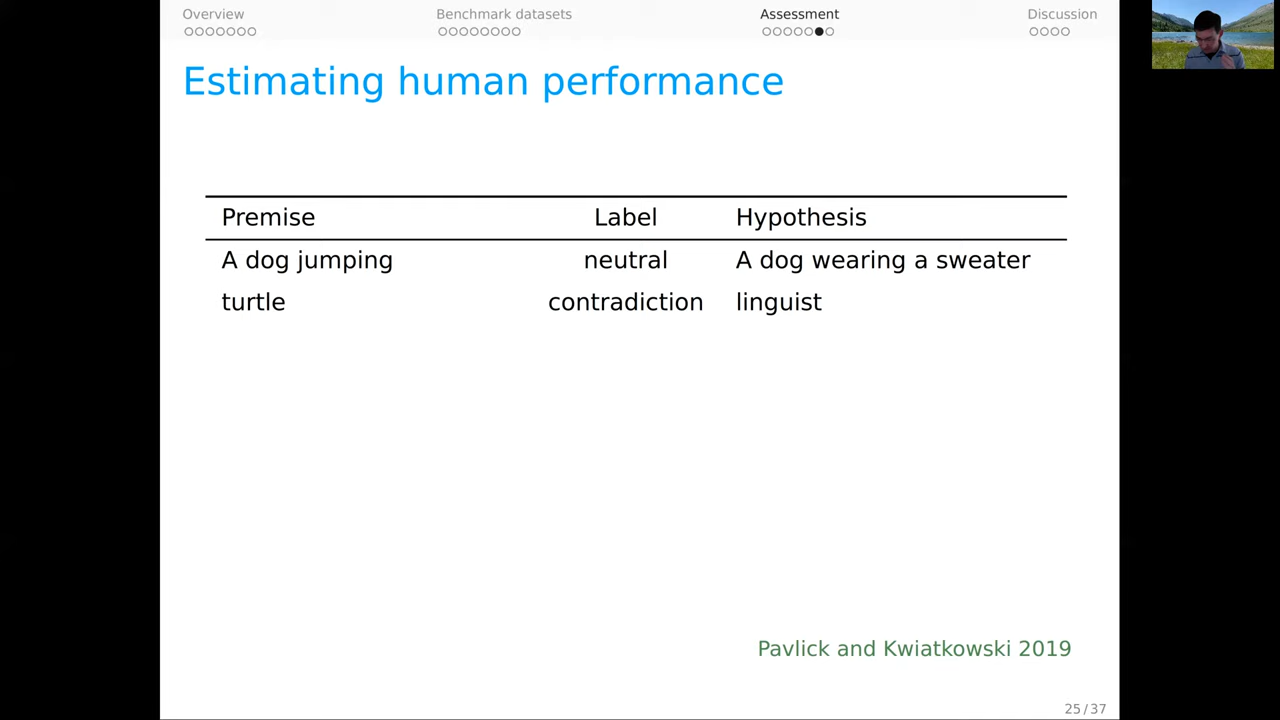 Overview Benchmark datasets Assessment Discussion
Estimating human performance
Premise Label Hypothesis
A dog jumping neutral A dog wearing a sweater
turtle contradiction linguist
Pavlick and Kwiatkowski 2019
25/37